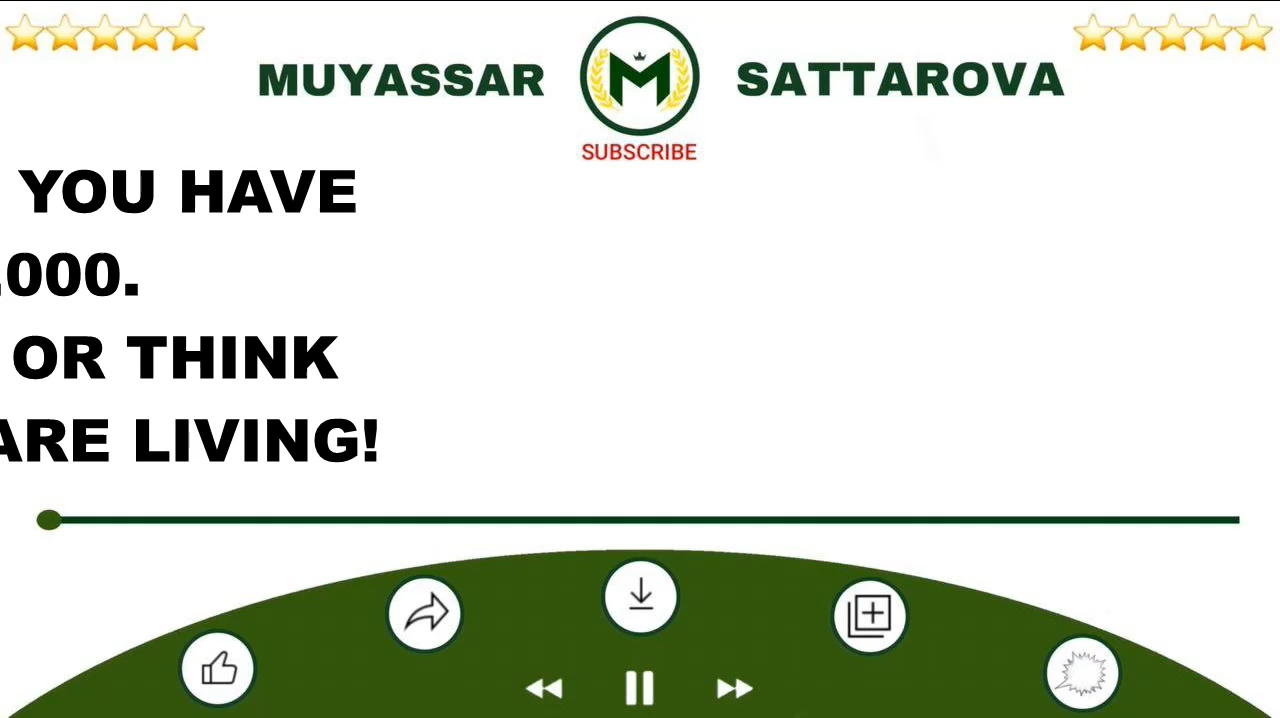 MUYASSAR M SATTAROVA
SUBSCRIBE
YOU HAVE
.000.
OR THINK
ARE LIVING!